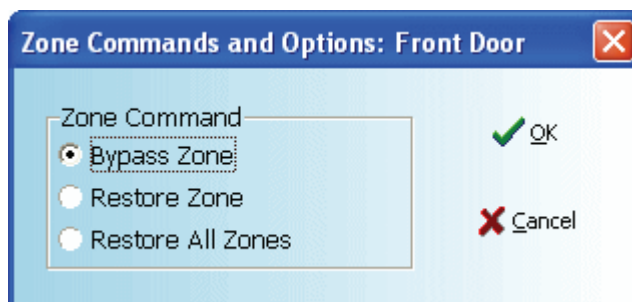 Zone Commands and Options: Front Door
Zone Command
Bypass Zone
Restore Zone
Restore All Zones
OK
Cancel